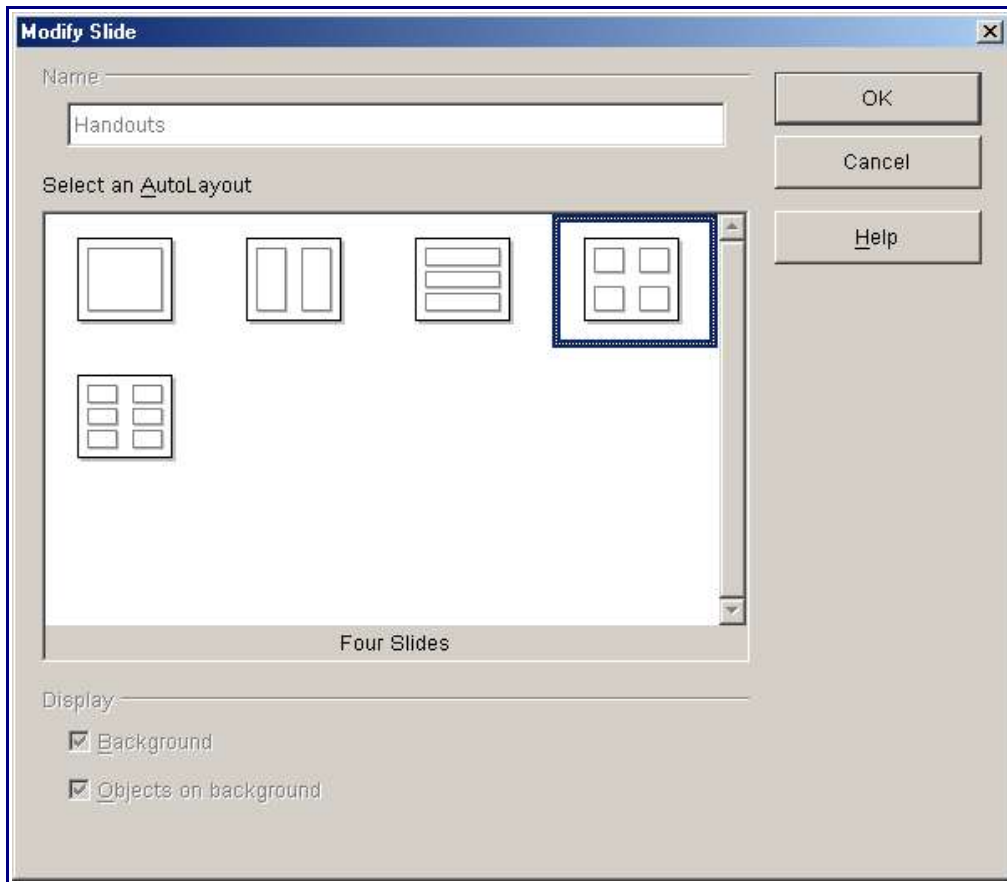 Modify Slide
Name
Handouts
OK
Cancel
Help
Select an AutoLayout
Four Slides
Display
Background
Objects on background